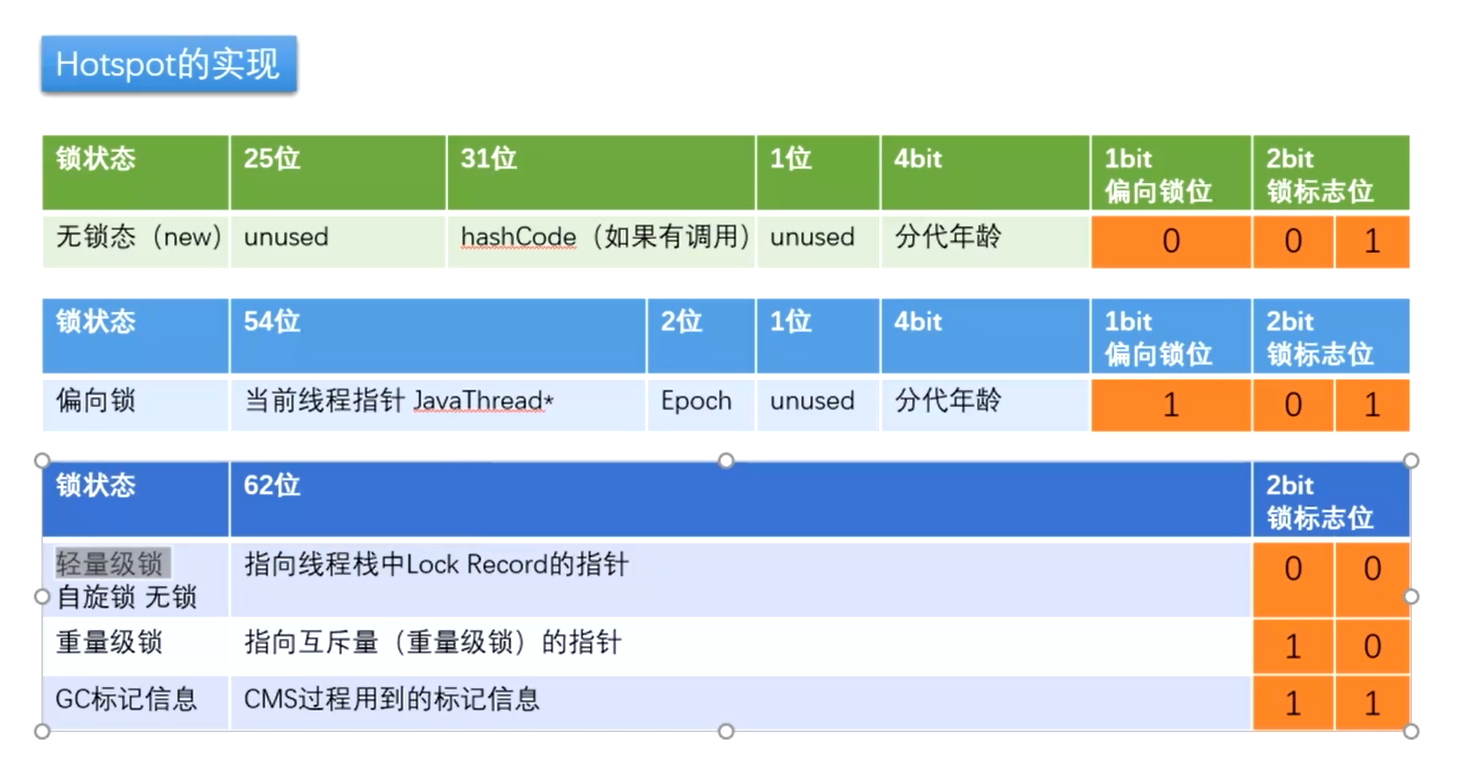 Hotspot的实现
锁状态 25位 31位 1位 4bit 1bit 2bit
偏向锁位 锁标志位
无锁态（new） unused hashCode（如果有调用） unused 分代年龄 0 0 1
锁状态 54位 2位 1位 4bit 1bit 2bit
偏向锁位 锁标志位
偏向锁 当前线程指针 JavaThread* Epoch unused 分代年龄 1 0 1
锁状态 62位 2bit
锁标志位
轻量级锁 指向线程栈中Lock Record的指针 0 0
自旋锁 无锁
重量级锁 指向互斥量（重量级锁）的指针 1 0
GC标记信息 CMS过程用到的标记信息 1 1